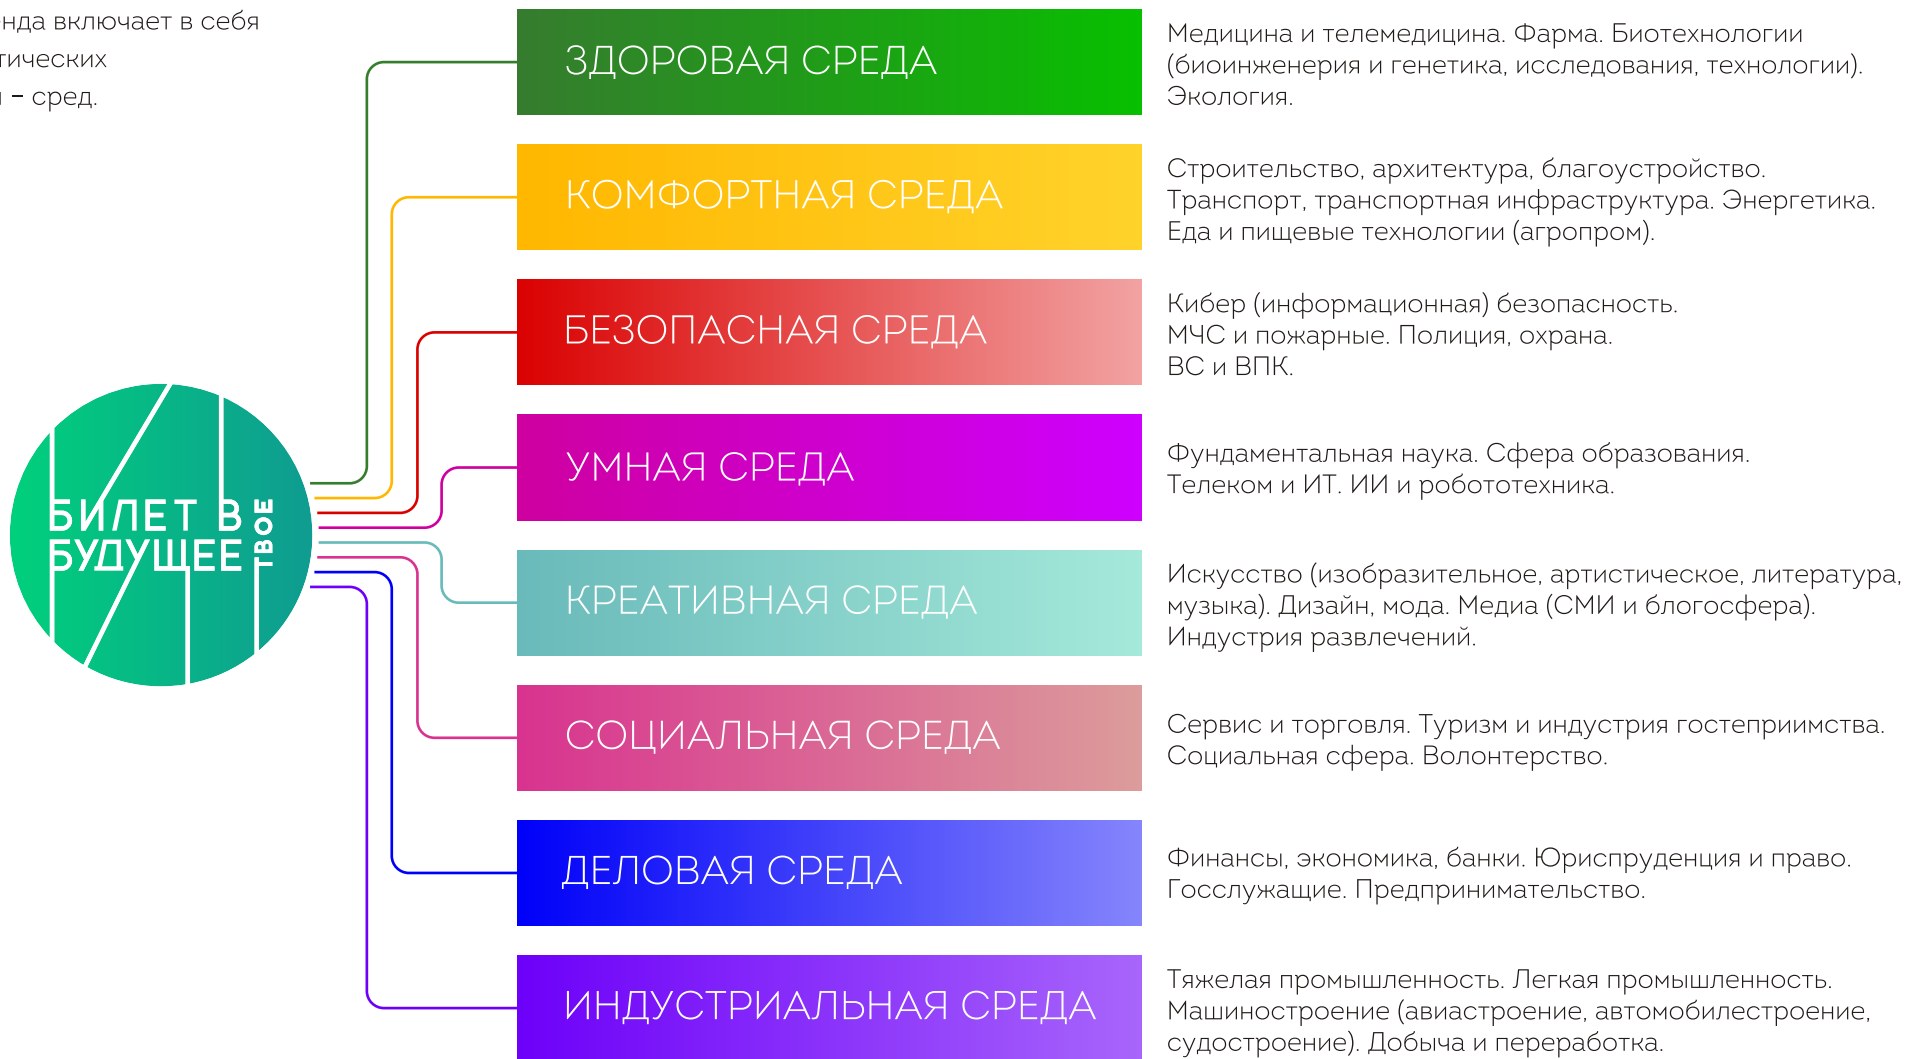 включает в себя
– сред.
ЗДОРОВАЯ СРЕДА
Медицина и телемедицина. Фарма. Биотехнологии
(биоинженерия и генетика, исследования, технологии).
Экология.
КОМФОРТНАЯ СРЕДА
Строительство, архитектура, благоустройство.
Транспорт, транспортная инфраструктура. Энергетика.
Еда и пищевые технологии (агропром).
БЕЗОПАСНАЯ СРЕДА
Кибер (информационная) безопасность.
МЧС и пожарные. Полиция, охрана.
ВС и ВПК.
УМНАЯ СРЕДА
Фундаментальная наука. Сфера образования.
Телеком и ИТ. ИИ и робототехника.
БИЛЕТ В
БУДУЩЕЕ
ТВОЕ
КРЕАТИВНАЯ СРЕДА
Искусство (изобразительное, артистическое, литература,
музыка). Дизайн, мода. Медиа (СМИ и блогосфера).
Индустрия развлечений.
СОЦИАЛЬНАЯ СРЕДА
Сервис и торговля. Туризм и индустрия гостеприимства.
Социальная сфера. Волонтерство.
ДЕЛОВАЯ СРЕДА
Финансы, экономика, банки. Юриспруденция и право.
Госслужащие. Предпринимательство.
ИНДУСТРИАЛЬНАЯ СРЕДА
Тяжелая промышленность. Легкая промышленность.
Машиностроение (авиастроение, автомобилестроение,
судостроение). Добыча и переработка.